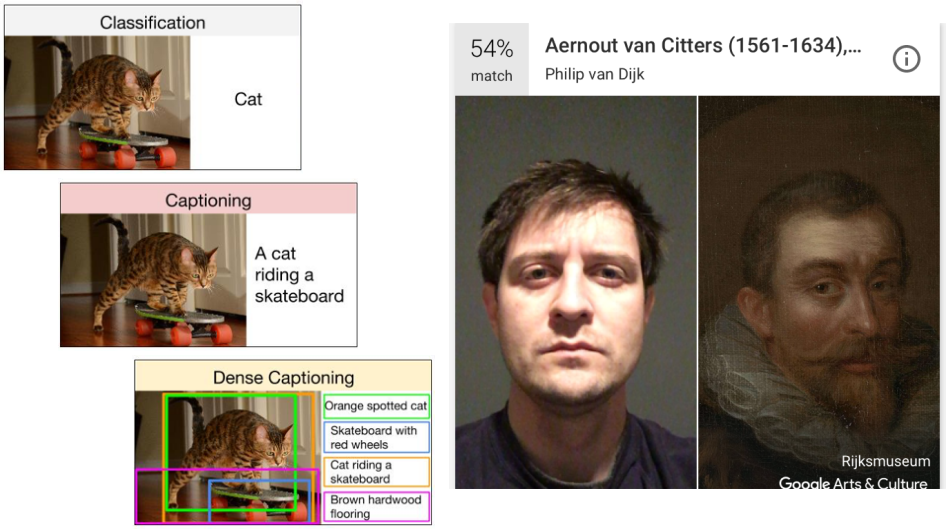 Classification
Cat
Captioning
A cat
riding a
skateboard
Dense Captioning
Orange spotted cat
Skateboard with
red wheels
Cat riding a
skateboard
Brown hardwood
flooring
54%
match
Aernout van Citters (1561-1634),...
Philip van Dijk
Rijksmuseum
Google Arts & Culture